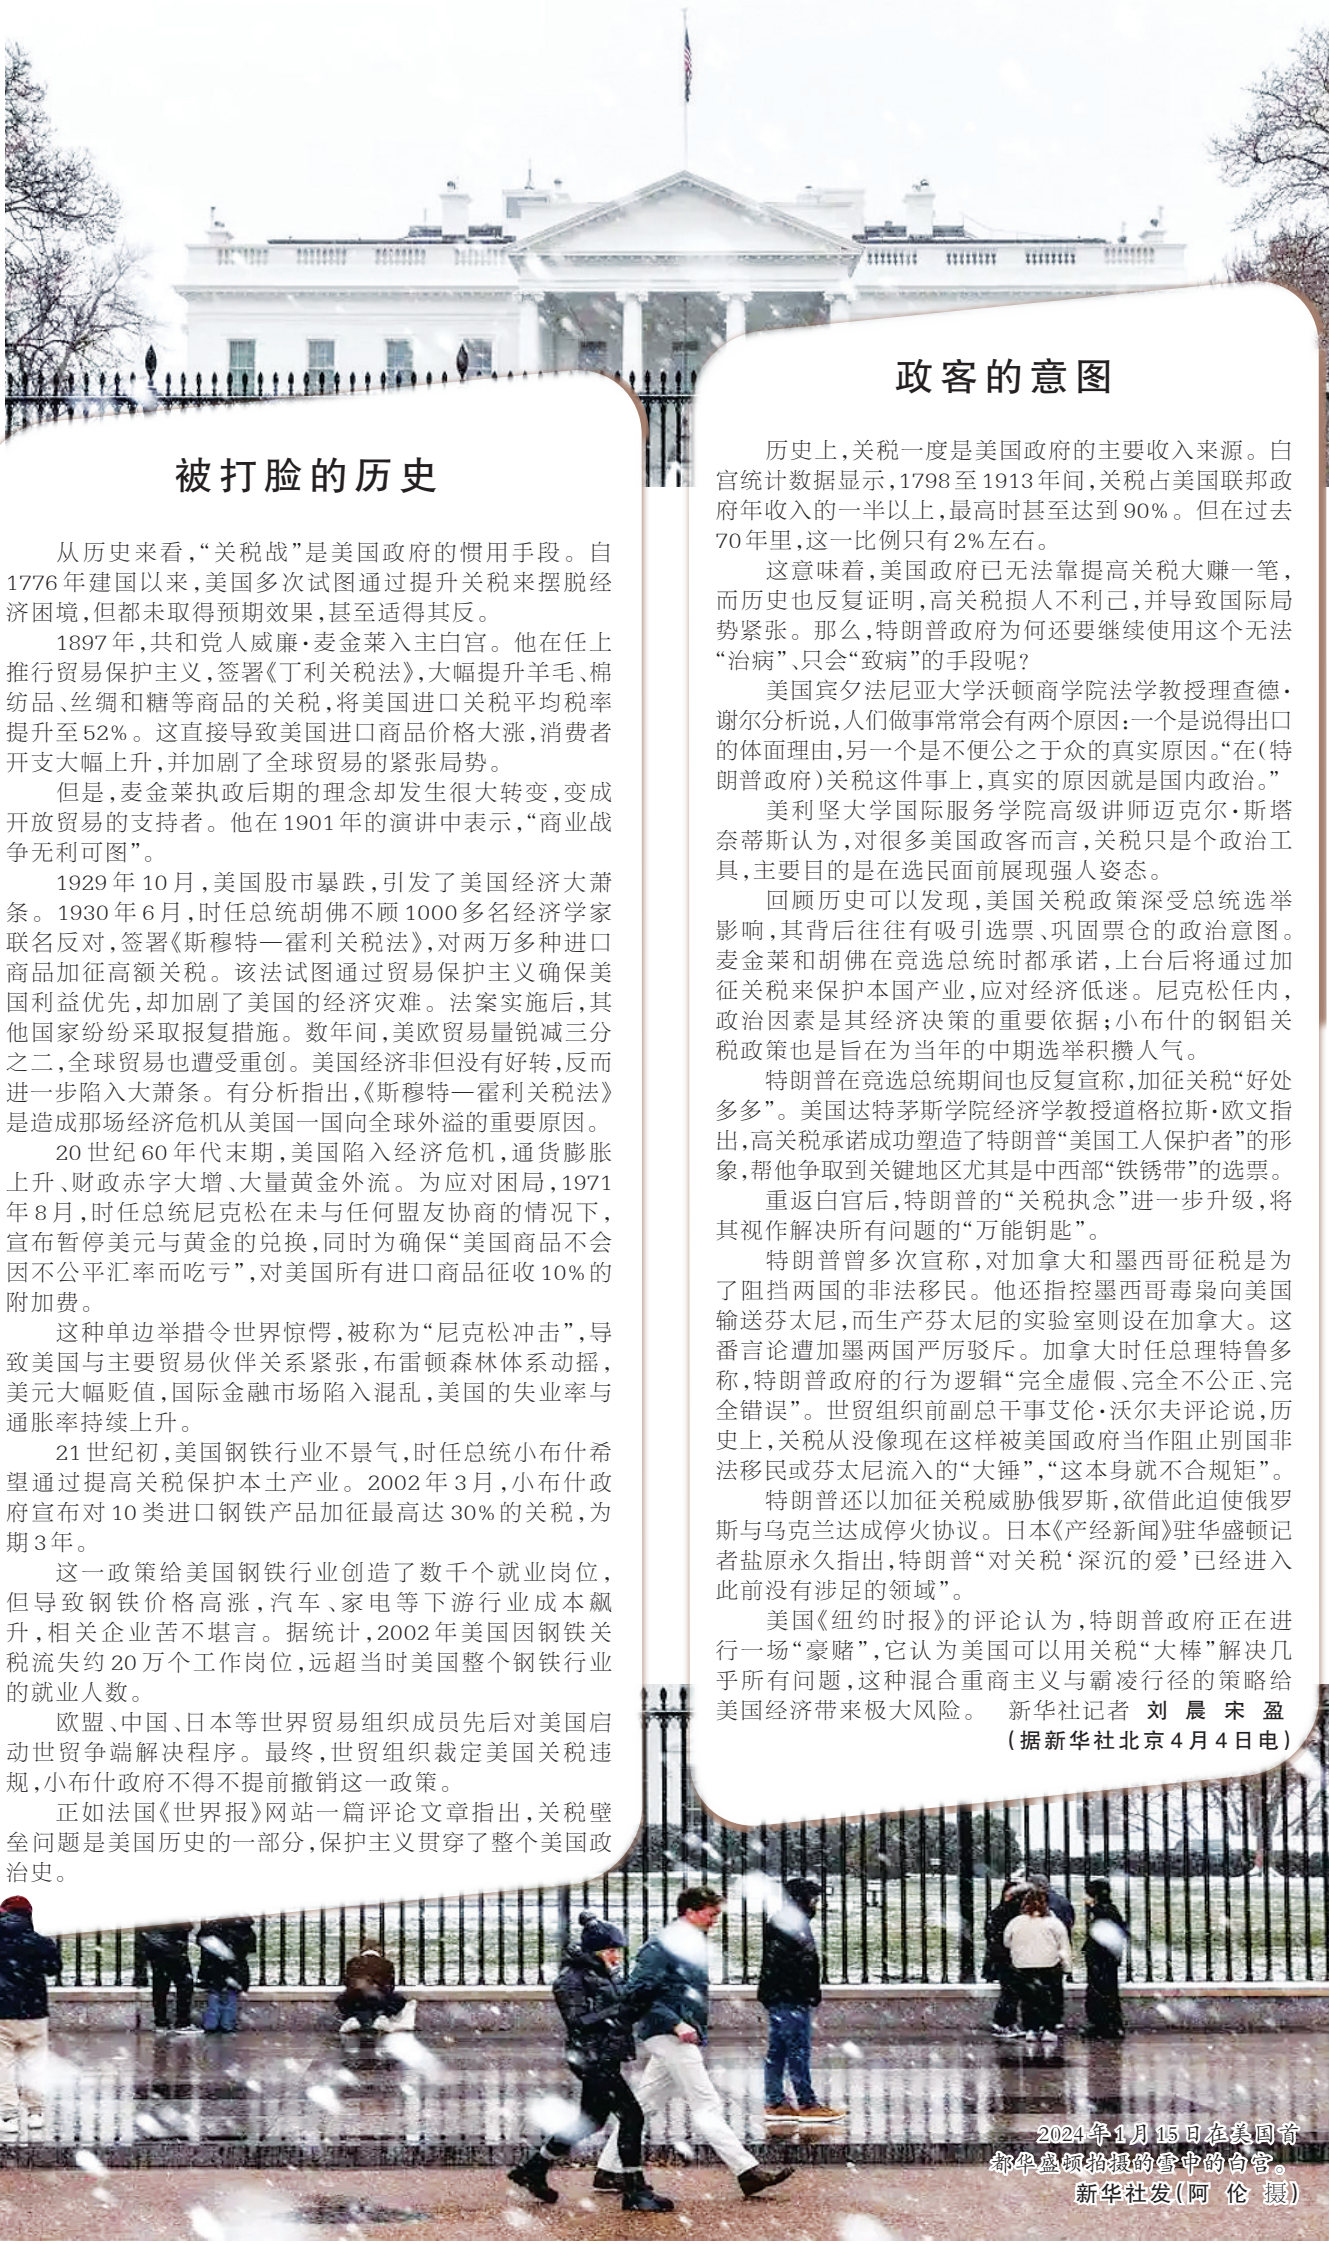 被打脸的历史
从历史来看,“关税战”是美国政府的惯用手段。自
1776年建国以来,美国多次试图通过提升关税来摆脱经
济困境,但都未取得预期效果,甚至适得其反。
1897年,共和党人威廉·麦金莱入主白宫。他在任上
推行贸易保护主义,签署《丁利关税法》,大幅提升羊毛、棉
纺品、丝绸和糖等商品的关税,将美国进口关税平均税率
提升至52%。这直接导致美国进口商品价格大涨,消费者
开支大幅上升,并加剧了全球贸易的紧张局势。
但是,麦金莱执政后期的理念却发生很大转变,变成
开放贸易的支持者。他在1901年的演讲中表示,“商业战
争无利可图”。
1929年10月,美国股市暴跌,引发了美国经济大萧
条。1930年6月,时任总统胡佛不顾1000多名经济学家
联名反对,签署《斯穆特—霍利关税法》,对两万多种进口
商品加征高额关税。该法试图通过贸易保护主义确保美
国利益优先,却加剧了美国的经济灾难。法案实施后,其
他国家纷纷采取报复措施。数年间,美欧贸易量锐减三分
之二,全球贸易也遭受重创。美国经济非但没有好转,反而
进一步陷入大萧条。有分析指出,《斯穆特—霍利关税法》
是造成那场经济危机从美国一国向全球外溢的重要原因。
20世纪60年代末期,美国陷入经济危机,通货膨胀
上升、财政赤字大增、大量黄金外流。为应对困局,1971
年8月,时任总统尼克松在未与任何盟友协商的情况下,
宣布暂停美元与黄金的兑换,同时为确保“美国商品不会
因不公平汇率而吃亏”,对美国所有进口商品征收10%的
附加费。
这种单边举措令世界惊愕,被称为“尼克松冲击”,导
致美国与主要贸易伙伴关系紧张,布雷顿森林体系动摇,
美元大幅贬值,国际金融市场陷入混乱,美国的失业率与
通胀率持续上升。
21世纪初,美国钢铁行业不景气,时任总统小布什希
望通过提高关税保护本土产业。2002年3月,小布什政
府宣布对10类进口钢铁产品加征最高达30%的关税,为
期3年。
这一政策给美国钢铁行业创造了数千个就业岗位,
但导致钢铁价格高涨,汽车、家电等下游行业成本飙
升,相关企业苦不堪言。据统计,2002年美国因钢铁关
税流失约20万个工作岗位,远超当时美国整个钢铁行业
的就业人数。
欧盟、中国、日本等世界贸易组织成员先后对美国启
动世贸争端解决程序。最终,世贸组织裁定美国关税违
规,小布什政府不得不提前撤销这一政策。
正如法国《世界报》网站一篇评论文章指出,关税壁
垒问题是美国历史的一部分,保护主义贯穿了整个美国政
治史。
政客的意图
历史上,关税一度是美国政府的主要收入来源。白
宫统计数据显示,1798至1913年间,关税占美国联邦政
府年收入的一半以上,最高时甚至达到90%。但在过去
70年里,这一比例只有2%左右。
这意味着,美国政府已无法靠提高关税大赚一笔,
而历史也反复证明,高关税损人不利己,并导致国际局
势紧张。那么,特朗普政府为何还要继续使用这个无法
“治病”、只会“致病”的手段呢?
美国宾夕法尼亚大学沃顿商学院法学教授理查德·
谢尔分析说,人们做事常常会有两个原因:一个是说得出口
的体面理由,另一个是不便公之于众的真实原因。“在(特
朗普政府)关税这件事上,真实的原因就是国内政治。”
美利坚大学国际服务学院高级讲师迈克尔·斯塔
奈蒂斯认为,对很多美国政客而言,关税只是个政治工
具,主要目的是在选民面前展现强人姿态。
回顾历史可以发现,美国关税政策深受总统选举
影响,其背后往往有吸引选票、巩固票仓的政治意图。
麦金莱和胡佛在竞选总统时都承诺,上台后将通过加
征关税来保护本国产业,应对经济低迷。尼克松任内,
政治因素是其经济决策的重要依据;小布什的钢铝关
税政策也是旨在为当年的中期选举积攒人气。
特朗普在竞选总统期间也反复宣称,加征关税“好处
多多”。美国达特茅斯学院经济学教授道格拉斯·欧文指
出,高关税承诺成功塑造了特朗普“美国工人保护者”的形
象,帮他争取到关键地区尤其是中西部“铁锈带”的选票。
重返白宫后,特朗普的“关税执念”进一步升级,将
其视作解决所有问题的“万能钥匙”。
特朗普曾多次宣称,对加拿大和墨西哥征税是为
了阻挡两国的非法移民。他还指控墨西哥毒枭向美国
输送芬太尼,而生产芬太尼的实验室则设在加拿大。这
番言论遭加墨两国严厉驳斥。加拿大时任总理特鲁多
称,特朗普政府的行为逻辑“完全虚假、完全不公正、完
全错误”。世贸组织前副总干事艾伦·沃尔夫评论说,历
史上,关税从没像现在这样被美国政府当作阻止别国非
法移民或芬太尼流入的“大锤”,“这本身就不合规矩”。
特朗普还以加征关税威胁俄罗斯,欲借此迫使俄罗
斯与乌克兰达成停火协议。日本《产经新闻》驻华盛顿记
者盐原永久指出,特朗普“对关税‘深沉的爱’已经进入
此前没有涉足的领域”。
美国《纽约时报》的评论认为,特朗普政府正在进
行一场“豪赌”,它认为美国可以用关税“大棒”解决几
乎所有问题,这种混合重商主义与霸凌行径的策略给
美国经济带来极大风险。 新华社记者 刘 晨 宋 盈
(据新华社北京4月4日电)
2024年1月15日在美国首
都华盛顿拍摄的雪中的白宫。
新华社发(阿 伦 摄)